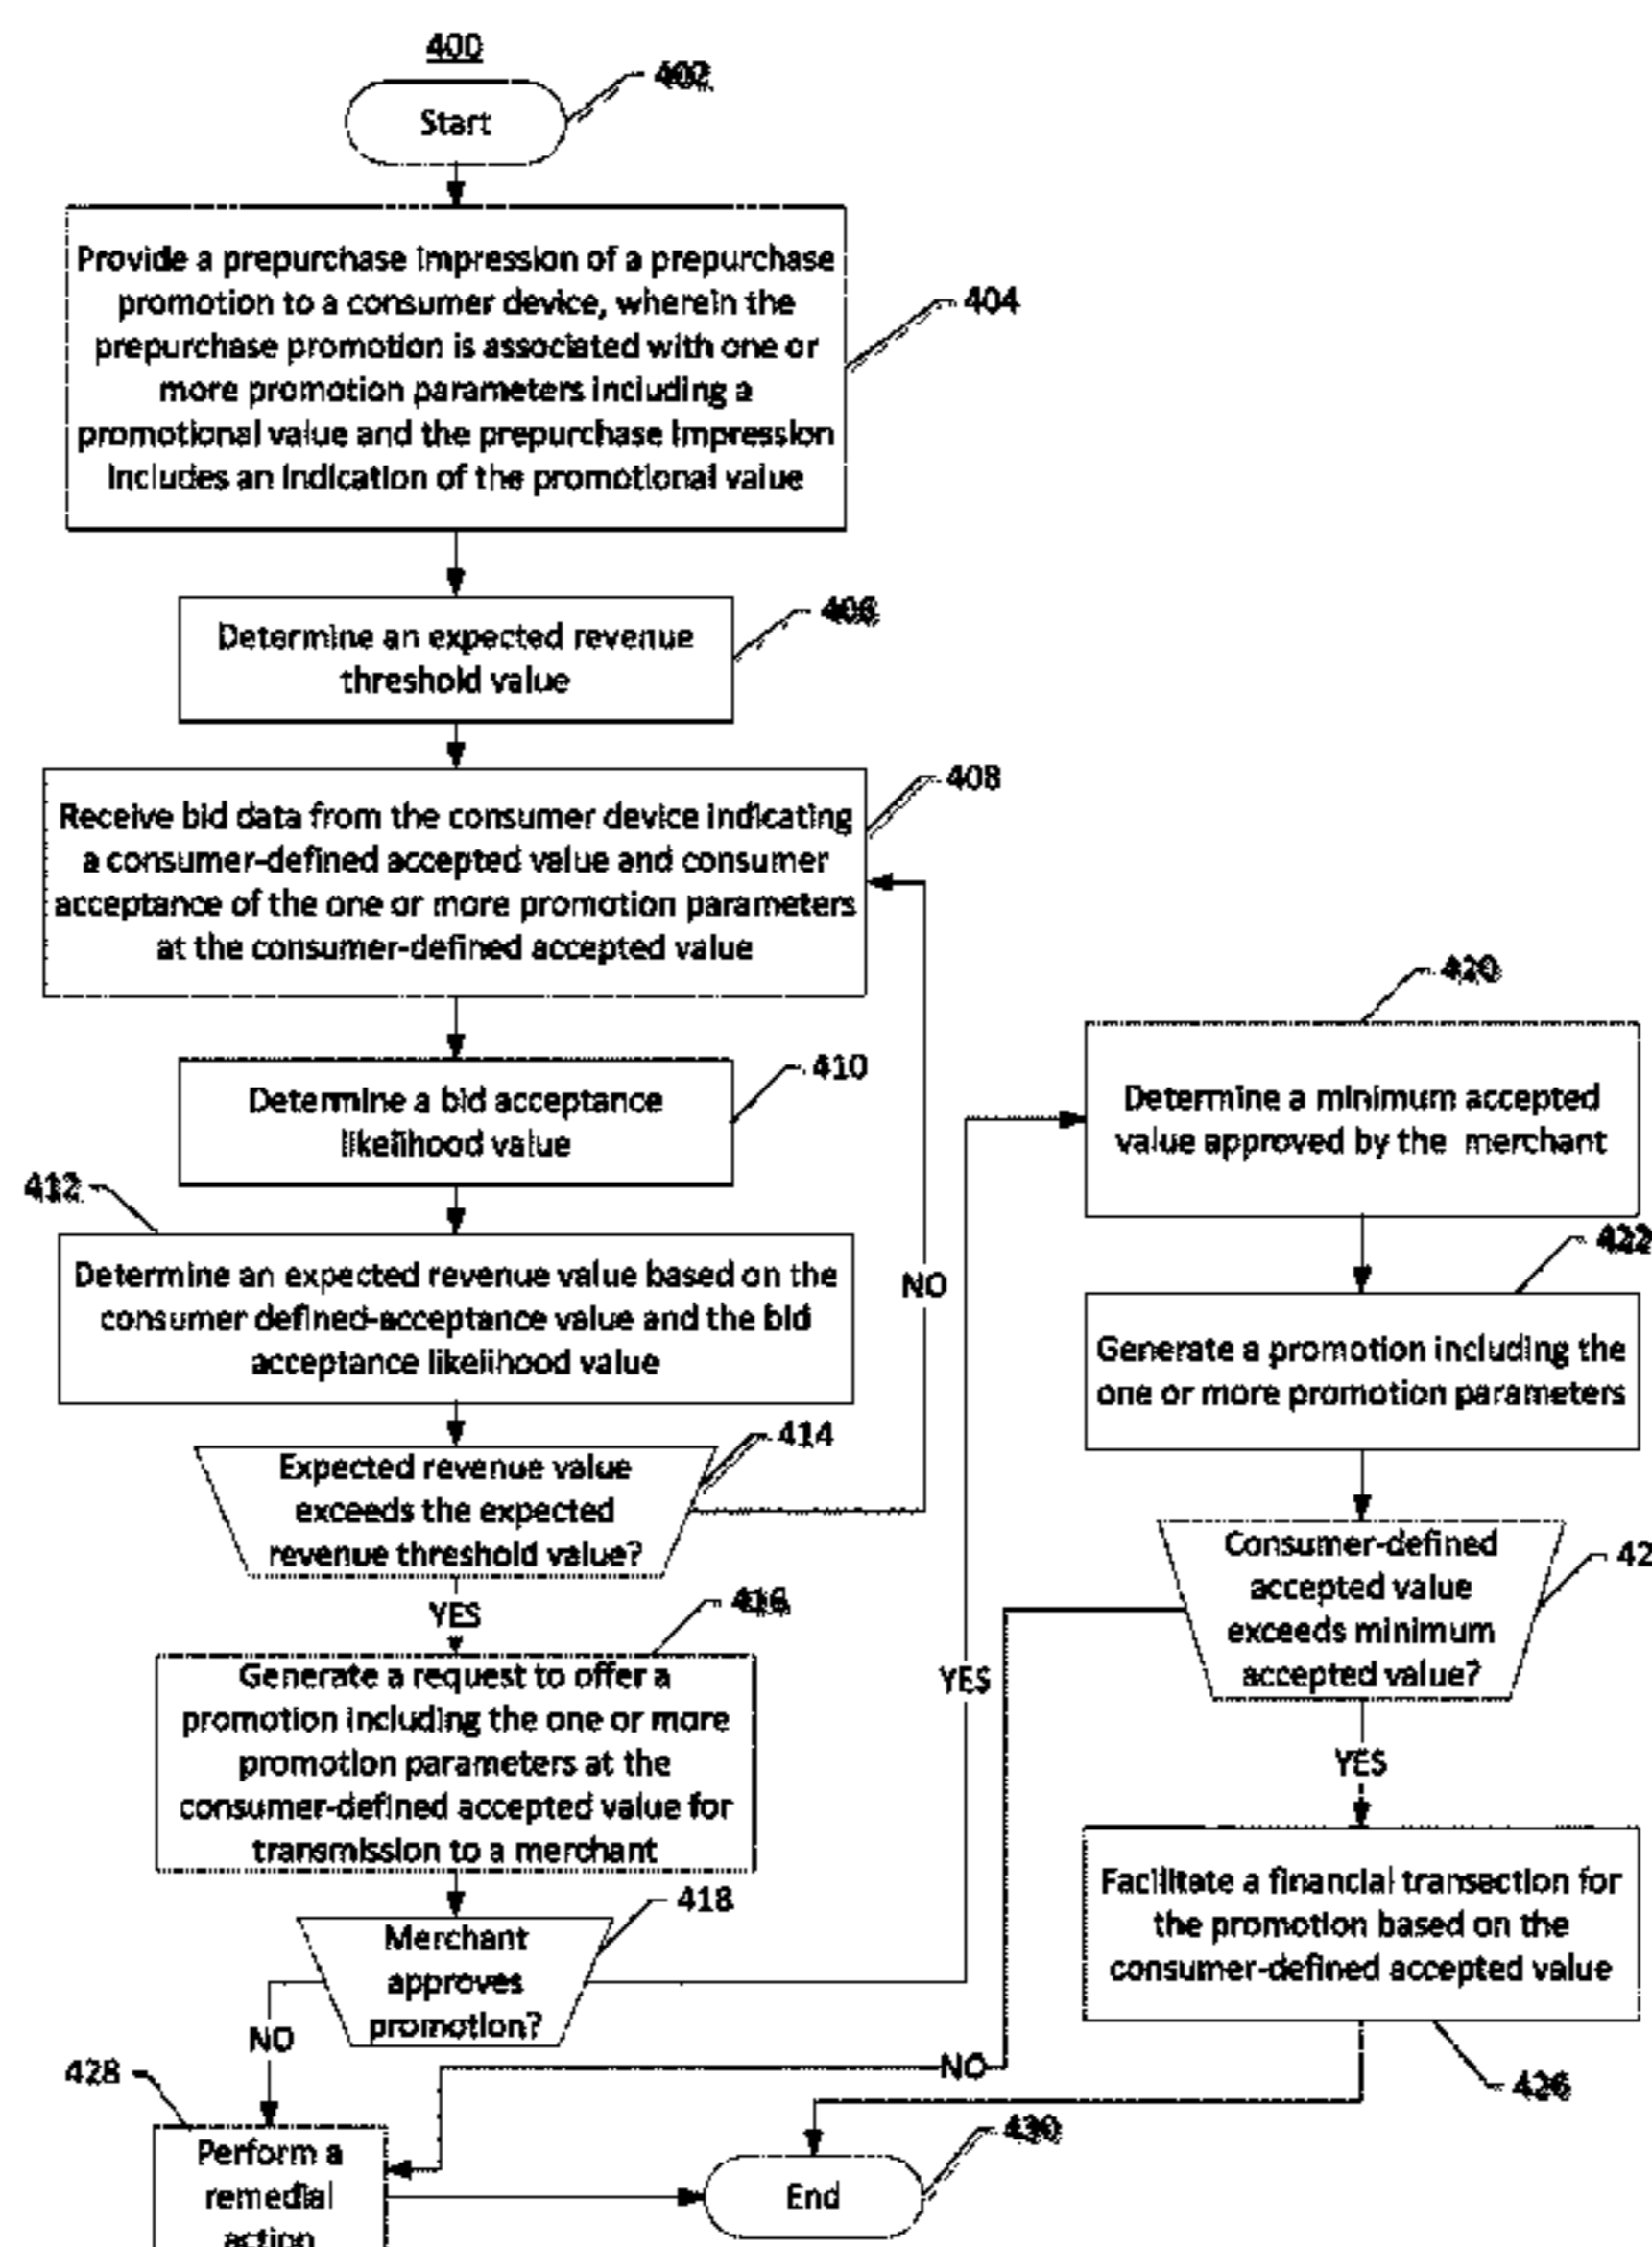 400
Start
402
Provide a prepurchase impression of a prepurchase
promotion to a consumer device, wherein the
prepurchase promotion is associated with one or
more promotion parameters including a
promotional value and the prepurchase impression
includes an indication of the promotional value
404
Determine an expected revenue
threshold value
406
Receive bid data from the consumer device indicating
a consumer-defined accepted value and consumer
acceptance of the one or more promotion parameters
at the consumer-defined accepted value
408
Determine a bid acceptance
likelihood value
410
412
Determine an expected revenue value based on the
consumer defined-acceptance value and the bid
acceptance likelihood value
Expected revenue value
exceeds the expected
revenue threshold value?
414
NO
YES
416
Generate a request to offer a
promotion including the one or more
promotion parameters at the
consumer-defined accepted value for
transmission to a merchant
Merchant
approves
promotion?
418
NO
YES
420
Determine a minimum accepted
value approved by the merchant
422
Generate a promotion including the
one or more promotion parameters
Consumer-defined
accepted value
exceeds minimum
accepted value?
42
YES
NO
Facilitate a financial transaction for
the promotion based on the
consumer-defined accepted value
426
428
Perform a
remedial
action
End
430